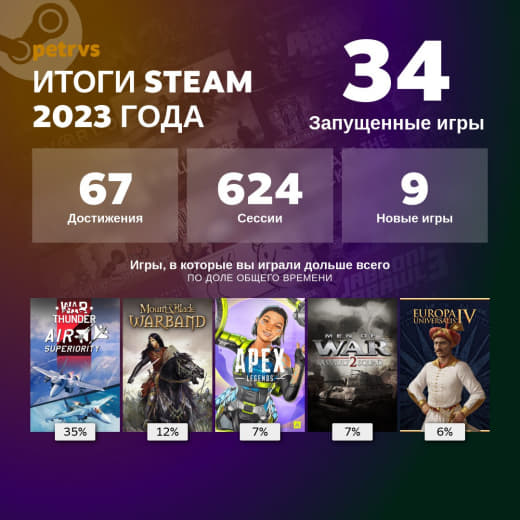 petrvs
ИТОГИ STEAM
2023 ГОДА
34
Запущенные игры
67
Достижения
624
Сессии
9
Новые игры
Игры, в которые вы играли дольше всего
ПО ДОЛЕ ОБЩЕГО ВРЕМЕНИ
WAR
THUNDER
AIR
SUPERIORITY
Mount&Blade
WARBAND
APEX
LEGENDS
MEN OF
WAR
ASSAULT SQUAD 2
EUROPA
UNIVERSALIS IV
35%
12%
7%
7%
6%